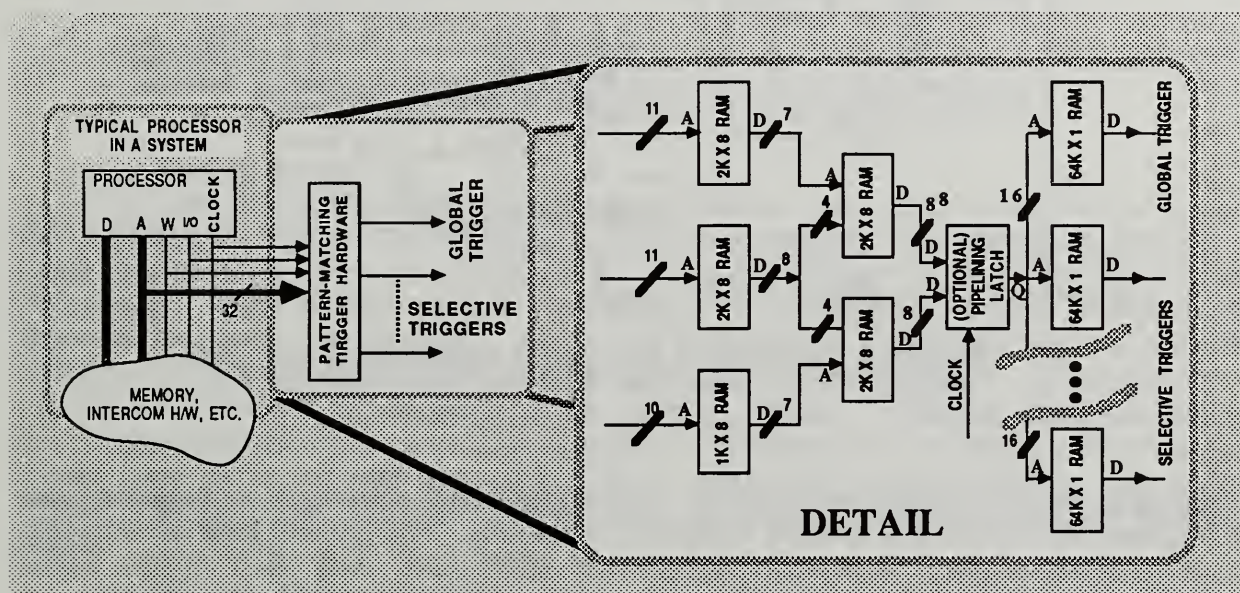 TYPICAL PROCESSOR
IN A SYSTEM
PROCESSOR
D A W I/O CLOCK
32
MEMORY,
INTERCOM H/W, ETC.
PATTERN-MATCHING
TIRGGER HARDWARE
GLOBAL
TRIGGER
SELECTIVE
TRIGGERS
11 A 2K X 8 RAM D 7
11 A 2K X 8 RAM D 8
10 A 1K X 8 RAM D 7
A 4 2K X 8 RAM D 8 8
4 A 2K X 8 RAM D 8
D D (OPTIONAL)
PIPELINING
LATCH Q
CLOCK
16 A 64K X 1 RAM D GLOBAL TRIGGER
A 64K X 1 RAM D
16 A 64K X 1 RAM D
SELECTIVE TRIGGERS
DETAIL